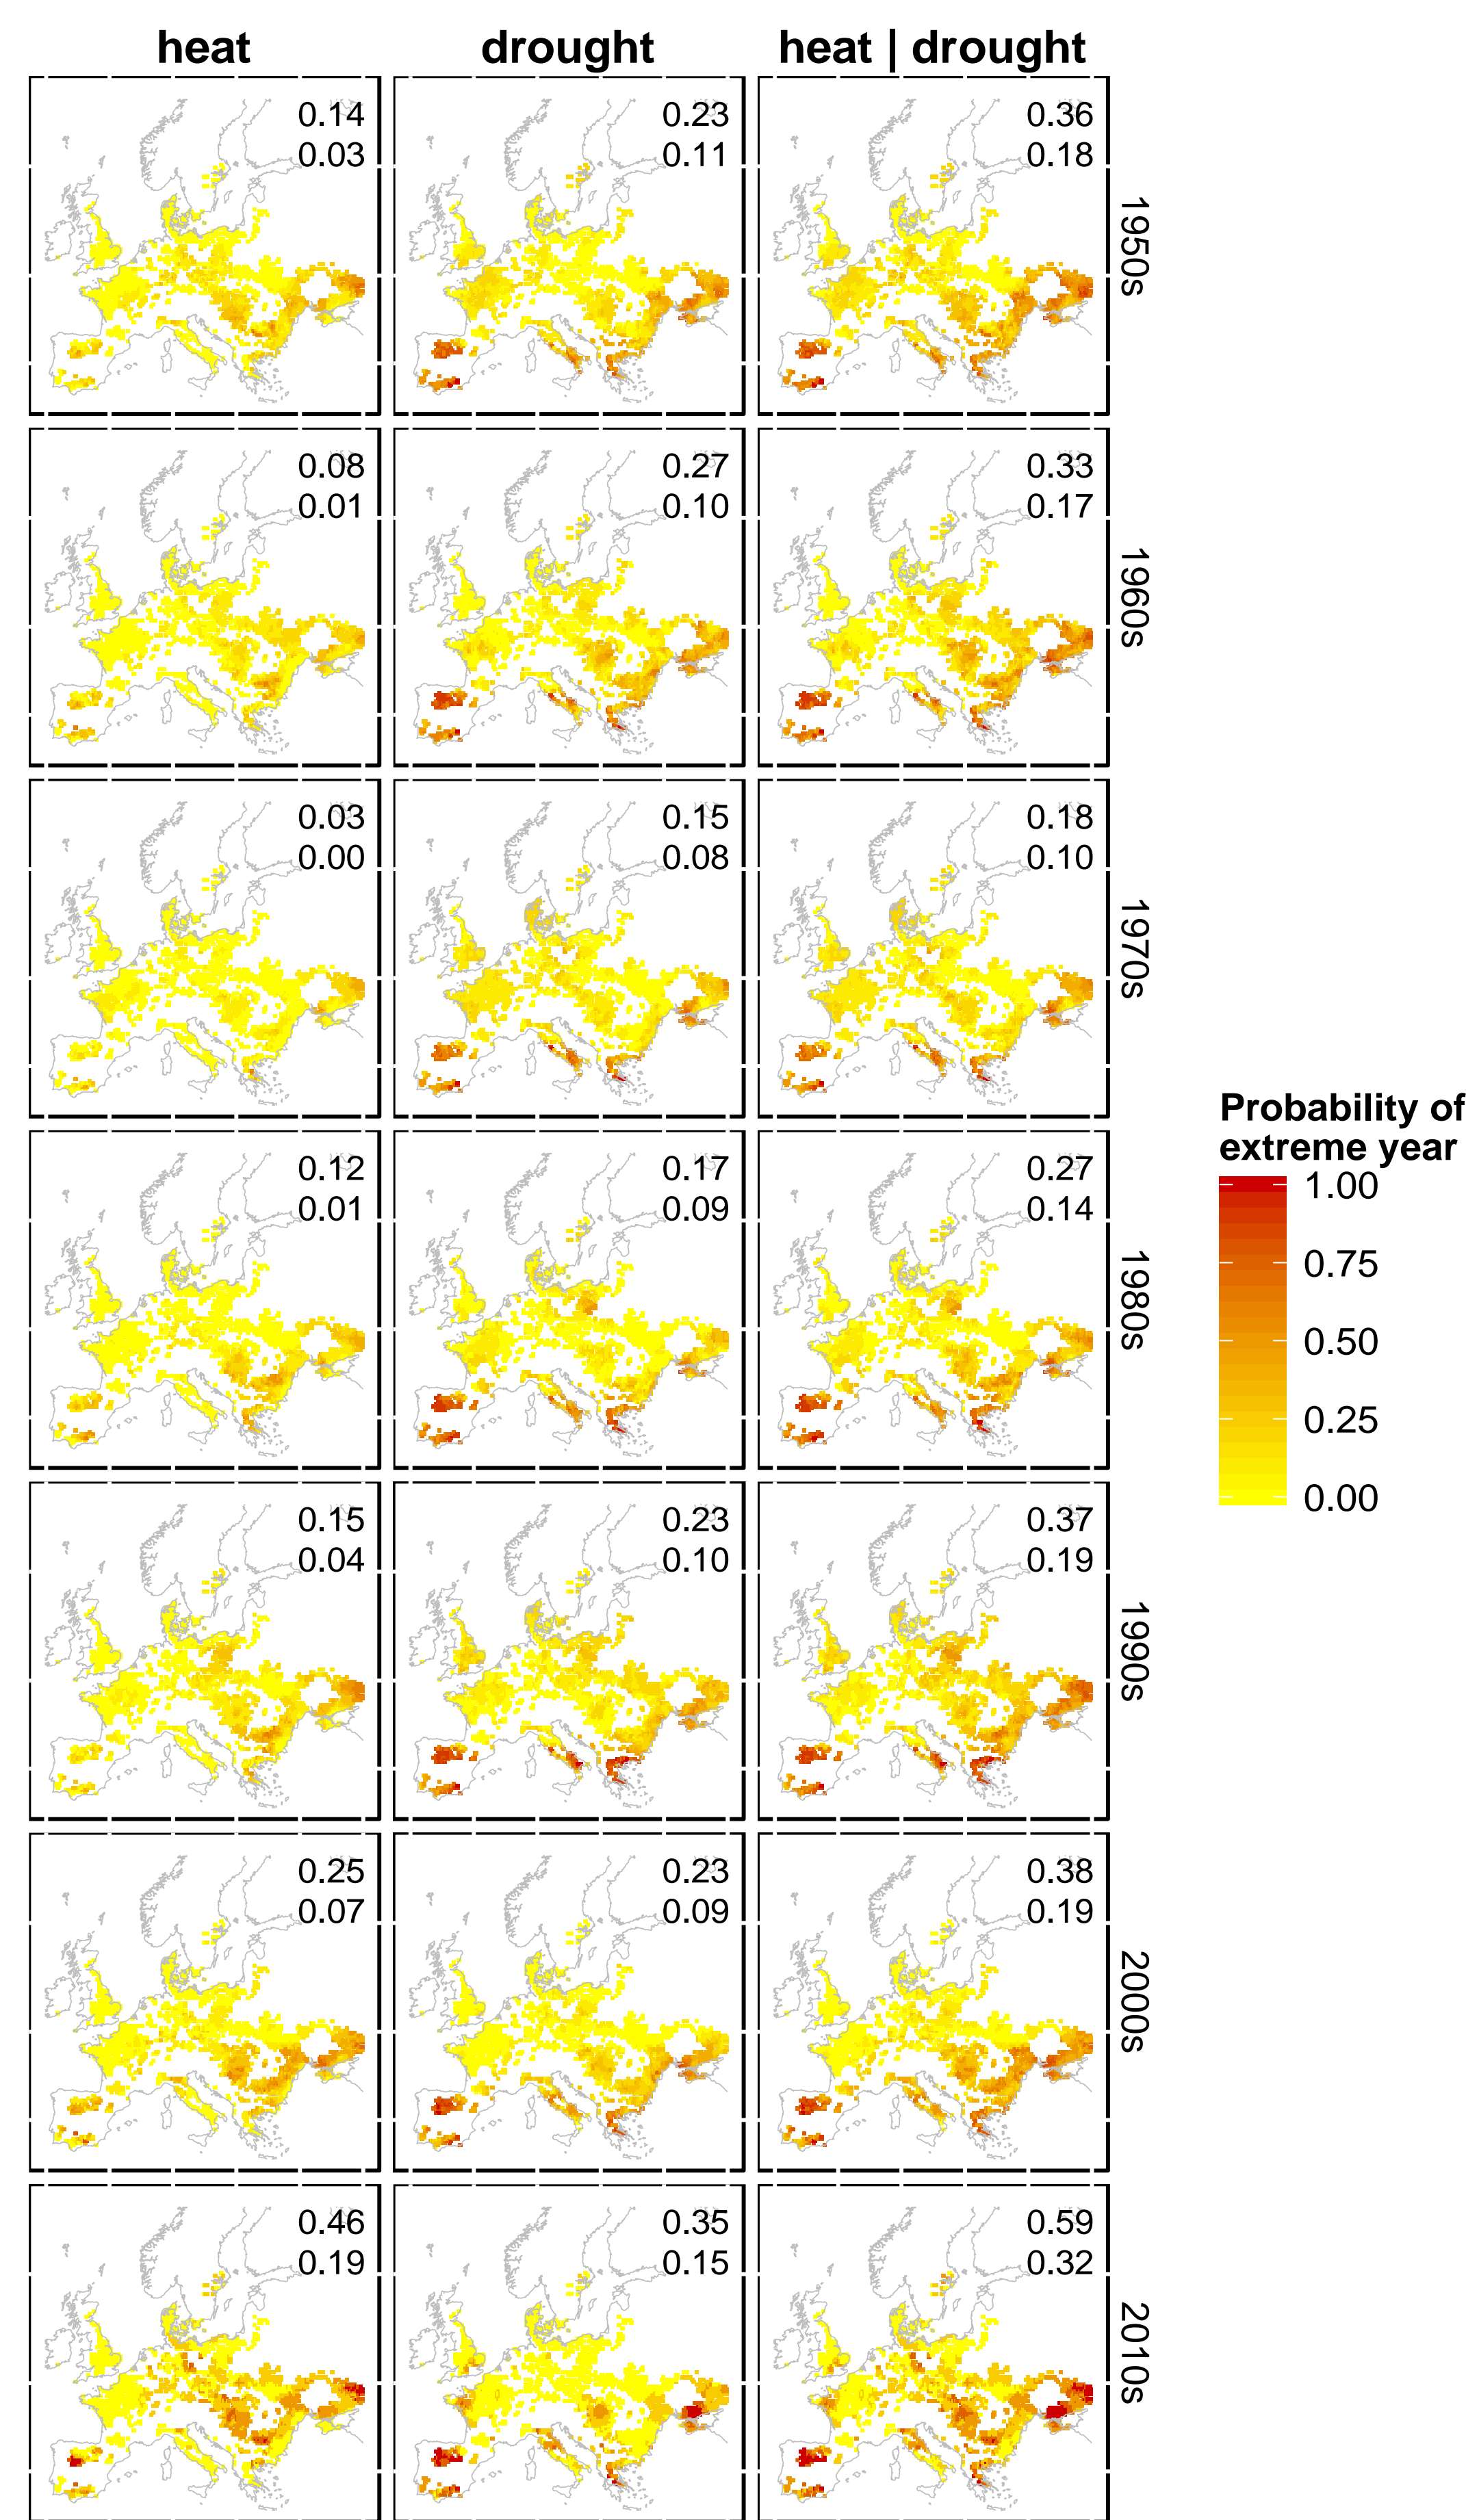 heat drought heat | drought
0.14 0.23 0.36
0.03 0.11 0.18
1950s
0.08 0.27 0.33
0.01 0.10 0.17
1960s
0.03 0.15 0.18
0.00 0.08 0.10
1970s
0.12 0.17 0.27
0.01 0.09 0.14
1980s
0.15 0.23 0.37
0.04 0.10 0.19
1990s
0.25 0.23 0.38
0.07 0.09 0.19
2000s
0.46 0.35 0.59
0.19 0.15 0.32
2010s
Probability of
extreme year
1.00
0.75
0.50
0.25
0.00